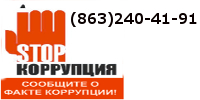 (863)240-41-91
STOP
КОРРУПЦИЯ
СООБЩИТЕ О
ФАКТЕ КОРРУПЦИИ!